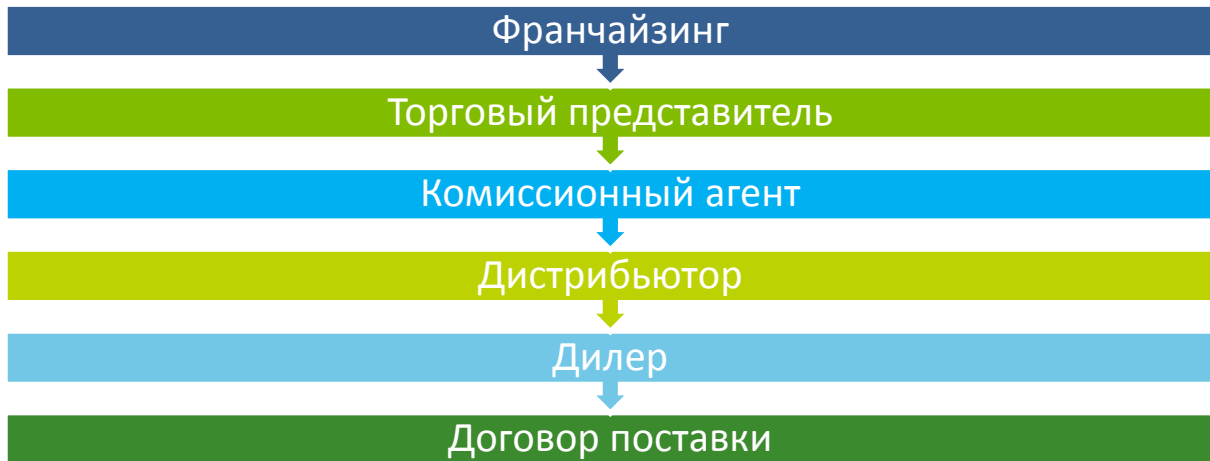 Франчайзинг
Торговый представитель
Комиссионный агент
Дистрибьютор
Дилер
Договор поставки